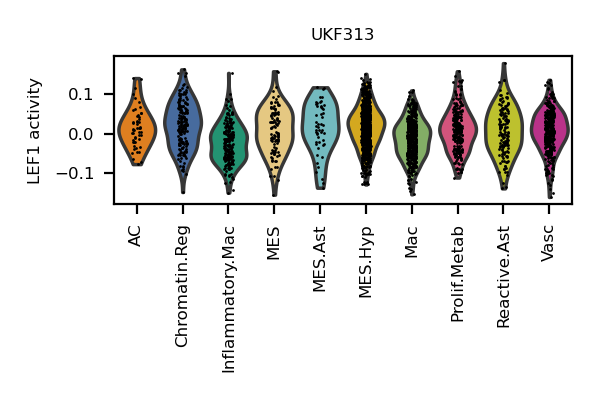 UKF313
LEF1 activity
0.1
0.0
−0.1
AC
Chromatin.Reg
Inflammatory.Mac
MES
MES.Ast
MES.Hyp
Mac
Prolif.Metab
Reactive.Ast
Vasc